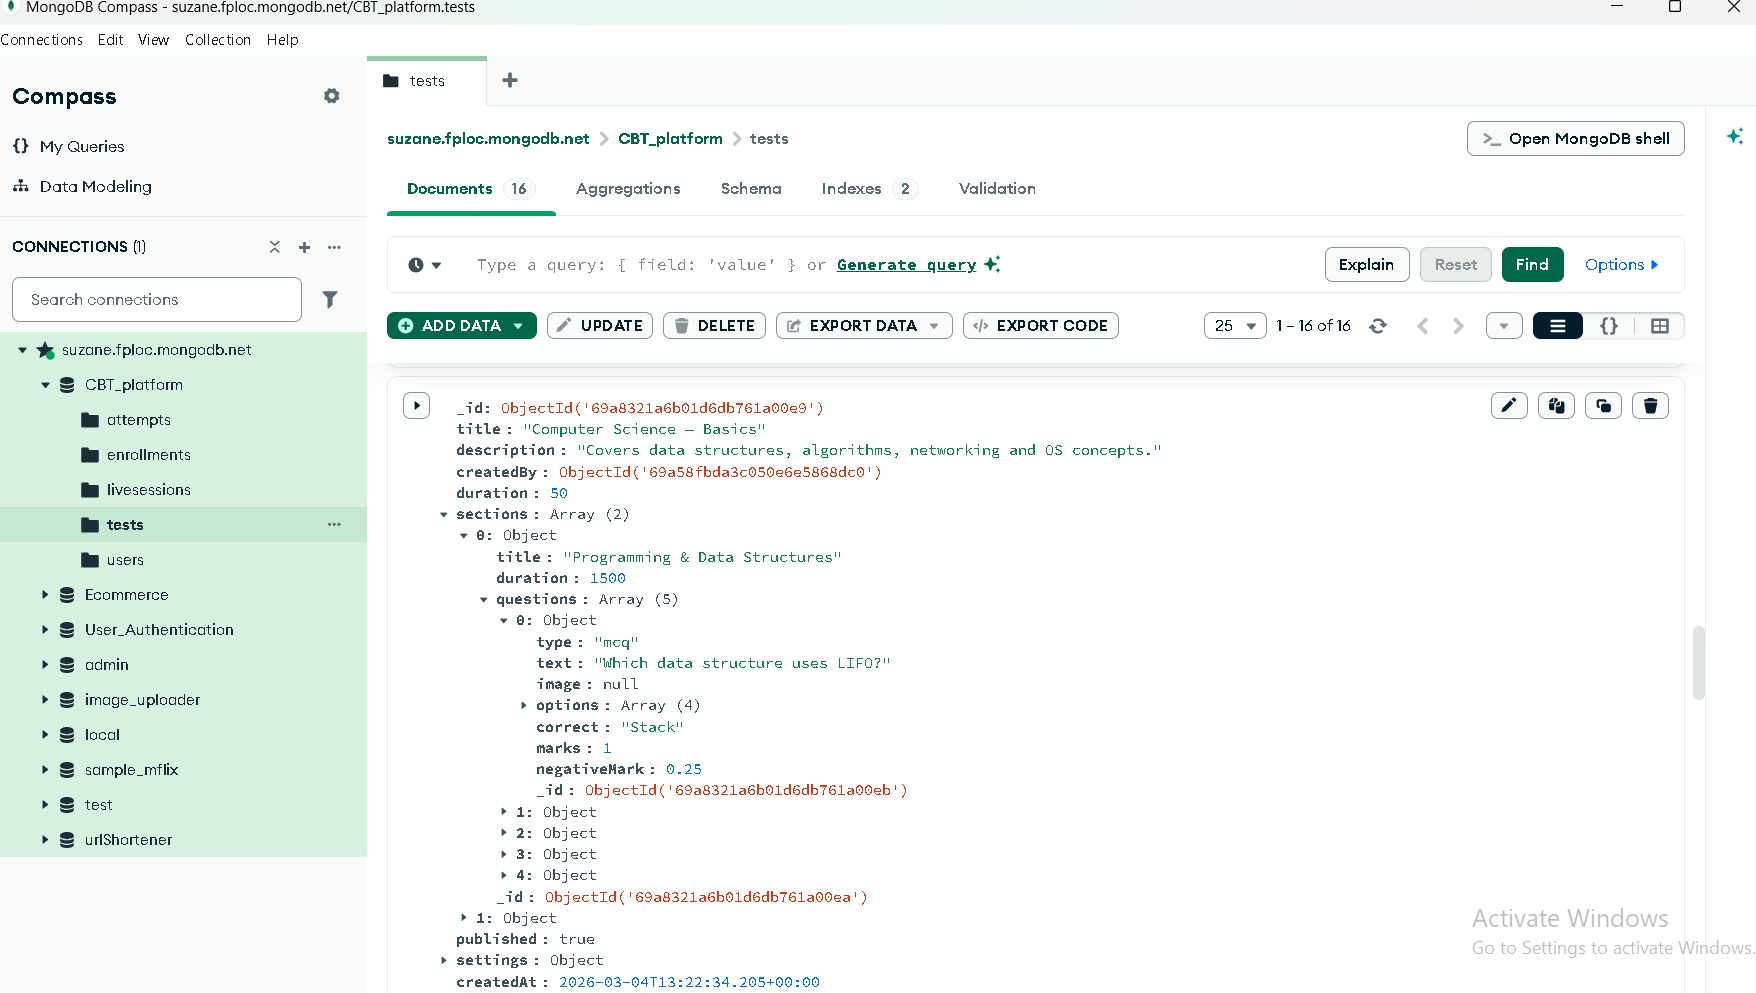 MongoDB Compass - suzane.fploc.mongodb.net/CBT_platform.tests
Connections Edit View Collection Help
Compass
My Queries
Data Modeling
CONNECTIONS (1)
Search connections
suzane.fploc.mongodb.net
CBT_platform
attempts
enrollments
livesessions
tests
users
Ecommerce
User_Authentication
admin
image_uploader
local
sample_mflix
test
urlShortener
tests
suzane.fploc.mongodb.net > CBT_platform > tests
>_ Open MongoDB shell
Documents 16 Aggregations Schema Indexes 2 Validation
Type a query: { field: 'value' } or Generate query
Explain Reset Find Options
ADD DATA UPDATE DELETE EXPORT DATA EXPORT CODE
25 1 – 16 of 16
_id: ObjectId('69a8321a6b01d6db761a00e9')
title : "Computer Science — Basics"
description : "Covers data structures, algorithms, networking and OS concepts."
createdBy : ObjectId('69a58fbda3c050e6e5868dc0')
duration : 50
sections : Array (2)
0: Object
title : "Programming & Data Structures"
duration : 1500
questions : Array (5)
0: Object
type : "mcq"
text : "Which data structure uses LIFO?"
image : null
options : Array (4)
correct : "Stack"
marks : 1
negativeMark : 0.25
_id : ObjectId('69a8321a6b01d6db761a00eb')
1: Object
2: Object
3: Object
4: Object
_id : ObjectId('69a8321a6b01d6db761a00ea')
1: Object
published : true
settings : Object
createdAt : 2026-03-04T13:22:34.205+00:00
Activate Windows
Go to Settings to activate Windows.